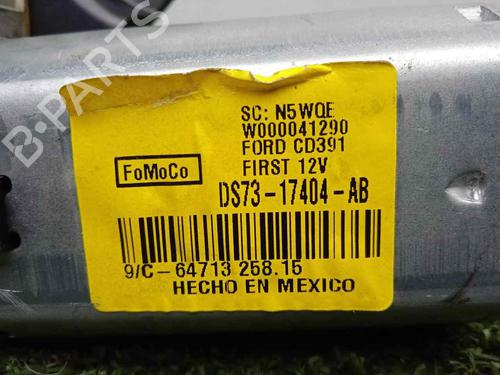 B-PARTS
SC: N5WQE
W000041290
FORD CD391
FIRST 12V
FoMoCo
DS73-17404-AB
9/C-64713 258.15
HECHO EN MEXICO